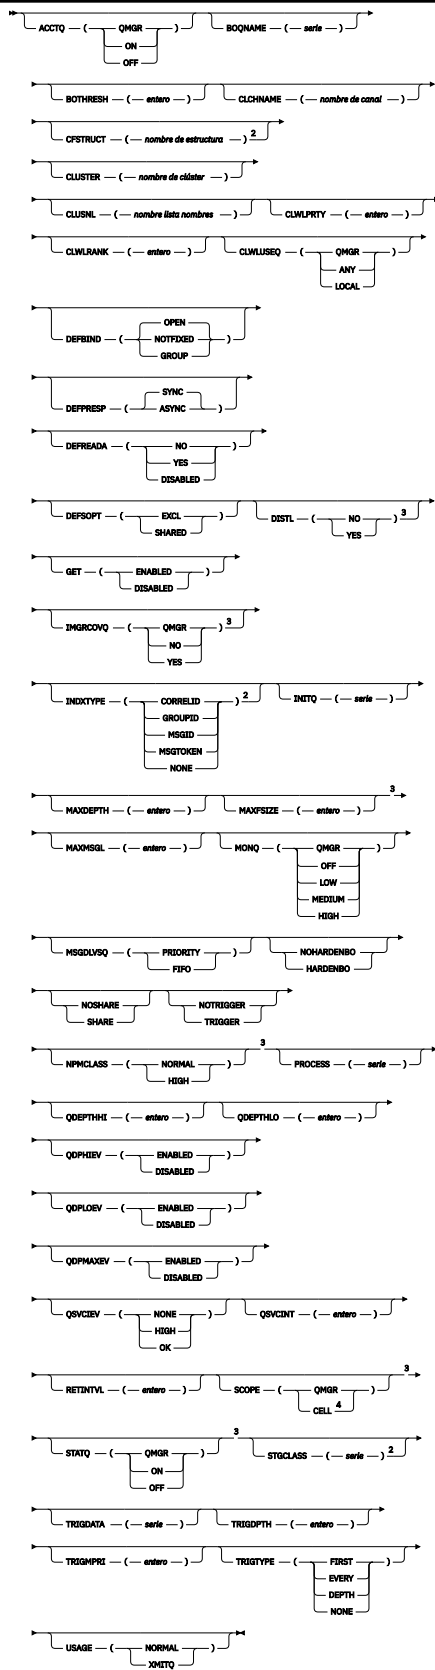 ACCTQ ( QMGR ) BOQNAME ( serie )
ON
OFF
BOTHRESH ( entero ) CLCHNAME ( nombre de canal )
CFSTRUCT ( nombre de estructura ) 2
CLUSTER ( nombre de clúster )
CLUSNL ( nombre lista nombres ) CLWLPRTY ( entero )
CLWLRANK ( entero ) CLWLUSEQ ( QMGR )
ANY
LOCAL
OPEN
DEFBIND ( NOTFIXED )
GROUP
SYNC
DEFPRESP ( ASYNC )
DEFREADA ( NO )
YES
DISABLED
DEFSOPT ( EXCL ) DISTL ( NO ) 3
SHARED YES
GET ( ENABLED )
DISABLED
IMGRCOVQ ( QMGR ) 3
NO
YES
INDXTYPE ( CORRELID ) 2 INITQ ( serie )
GROUPID
MSGID
MSGTOKEN
NONE
MAXDEPTH ( entero ) MAXFSIZE ( entero ) 3
MAXMSGL ( entero ) MONQ ( QMGR )
OFF
LOW
MEDIUM
HIGH
MSGDLVSQ ( PRIORITY ) NOHARDENBO
FIFO HARDENBO
NOSHARE NOTRIGGER
SHARE TRIGGER
NPMCLASS ( NORMAL ) 3 PROCESS ( serie )
HIGH
QDEPTHHI ( entero ) QDEPTHLO ( entero )
QDPHIEV ( ENABLED )
DISABLED
QDPLOEV ( ENABLED )
DISABLED
QDPMAXEV ( ENABLED )
DISABLED
QSVCIEV ( NONE ) QSVCINT ( entero )
HIGH
OK
RETINTVL ( entero ) SCOPE ( QMGR ) 3
CELL 4
STATQ ( QMGR ) 3 STGCLASS ( serie ) 2
ON
OFF
TRIGDATA ( serie ) TRIGDPTH ( entero )
TRIGMPRI ( entero ) TRIGTYPE ( FIRST )
EVERY
DEPTH
NONE
USAGE ( NORMAL )
XMITQ